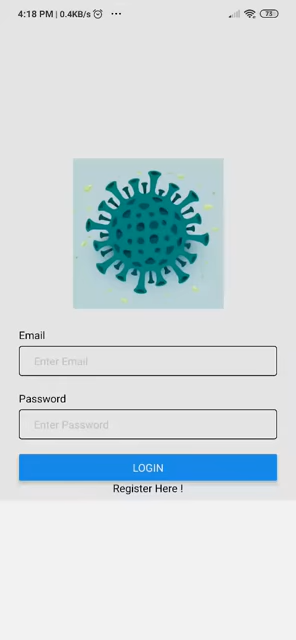 4:18 PM | 0.4KB/s ...
73
Email
Enter Email
Password
Enter Password
LOGIN
Register Here !